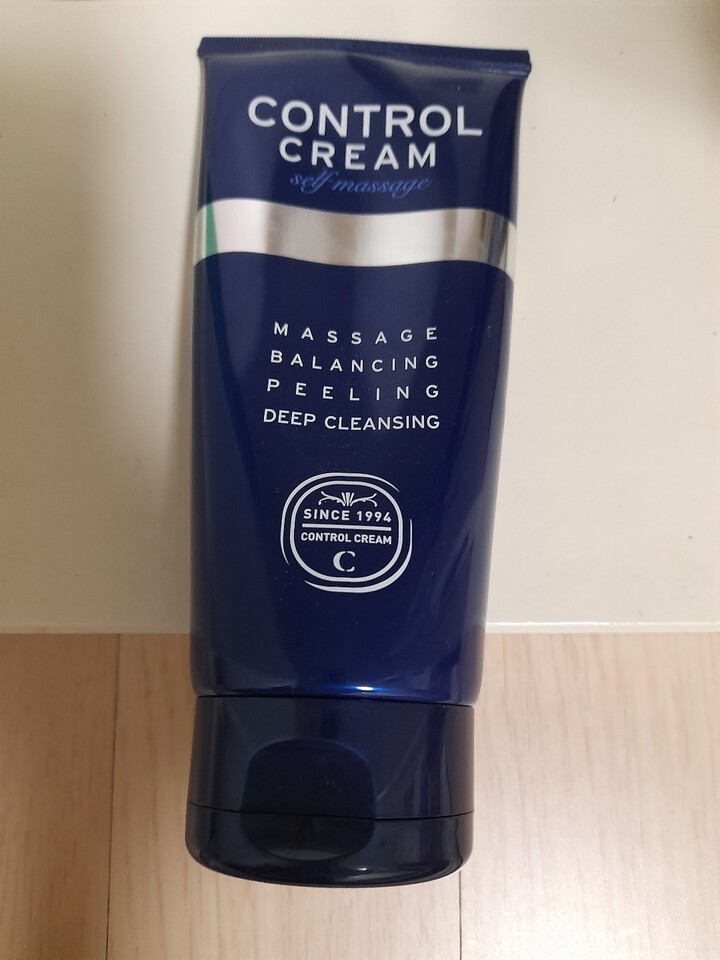 CONTROL
CREAM
self massage
MASSAGE
BALANCING
PEELING
DEEP CLEANSING
SINCE 1994
CONTROL CREAM
C